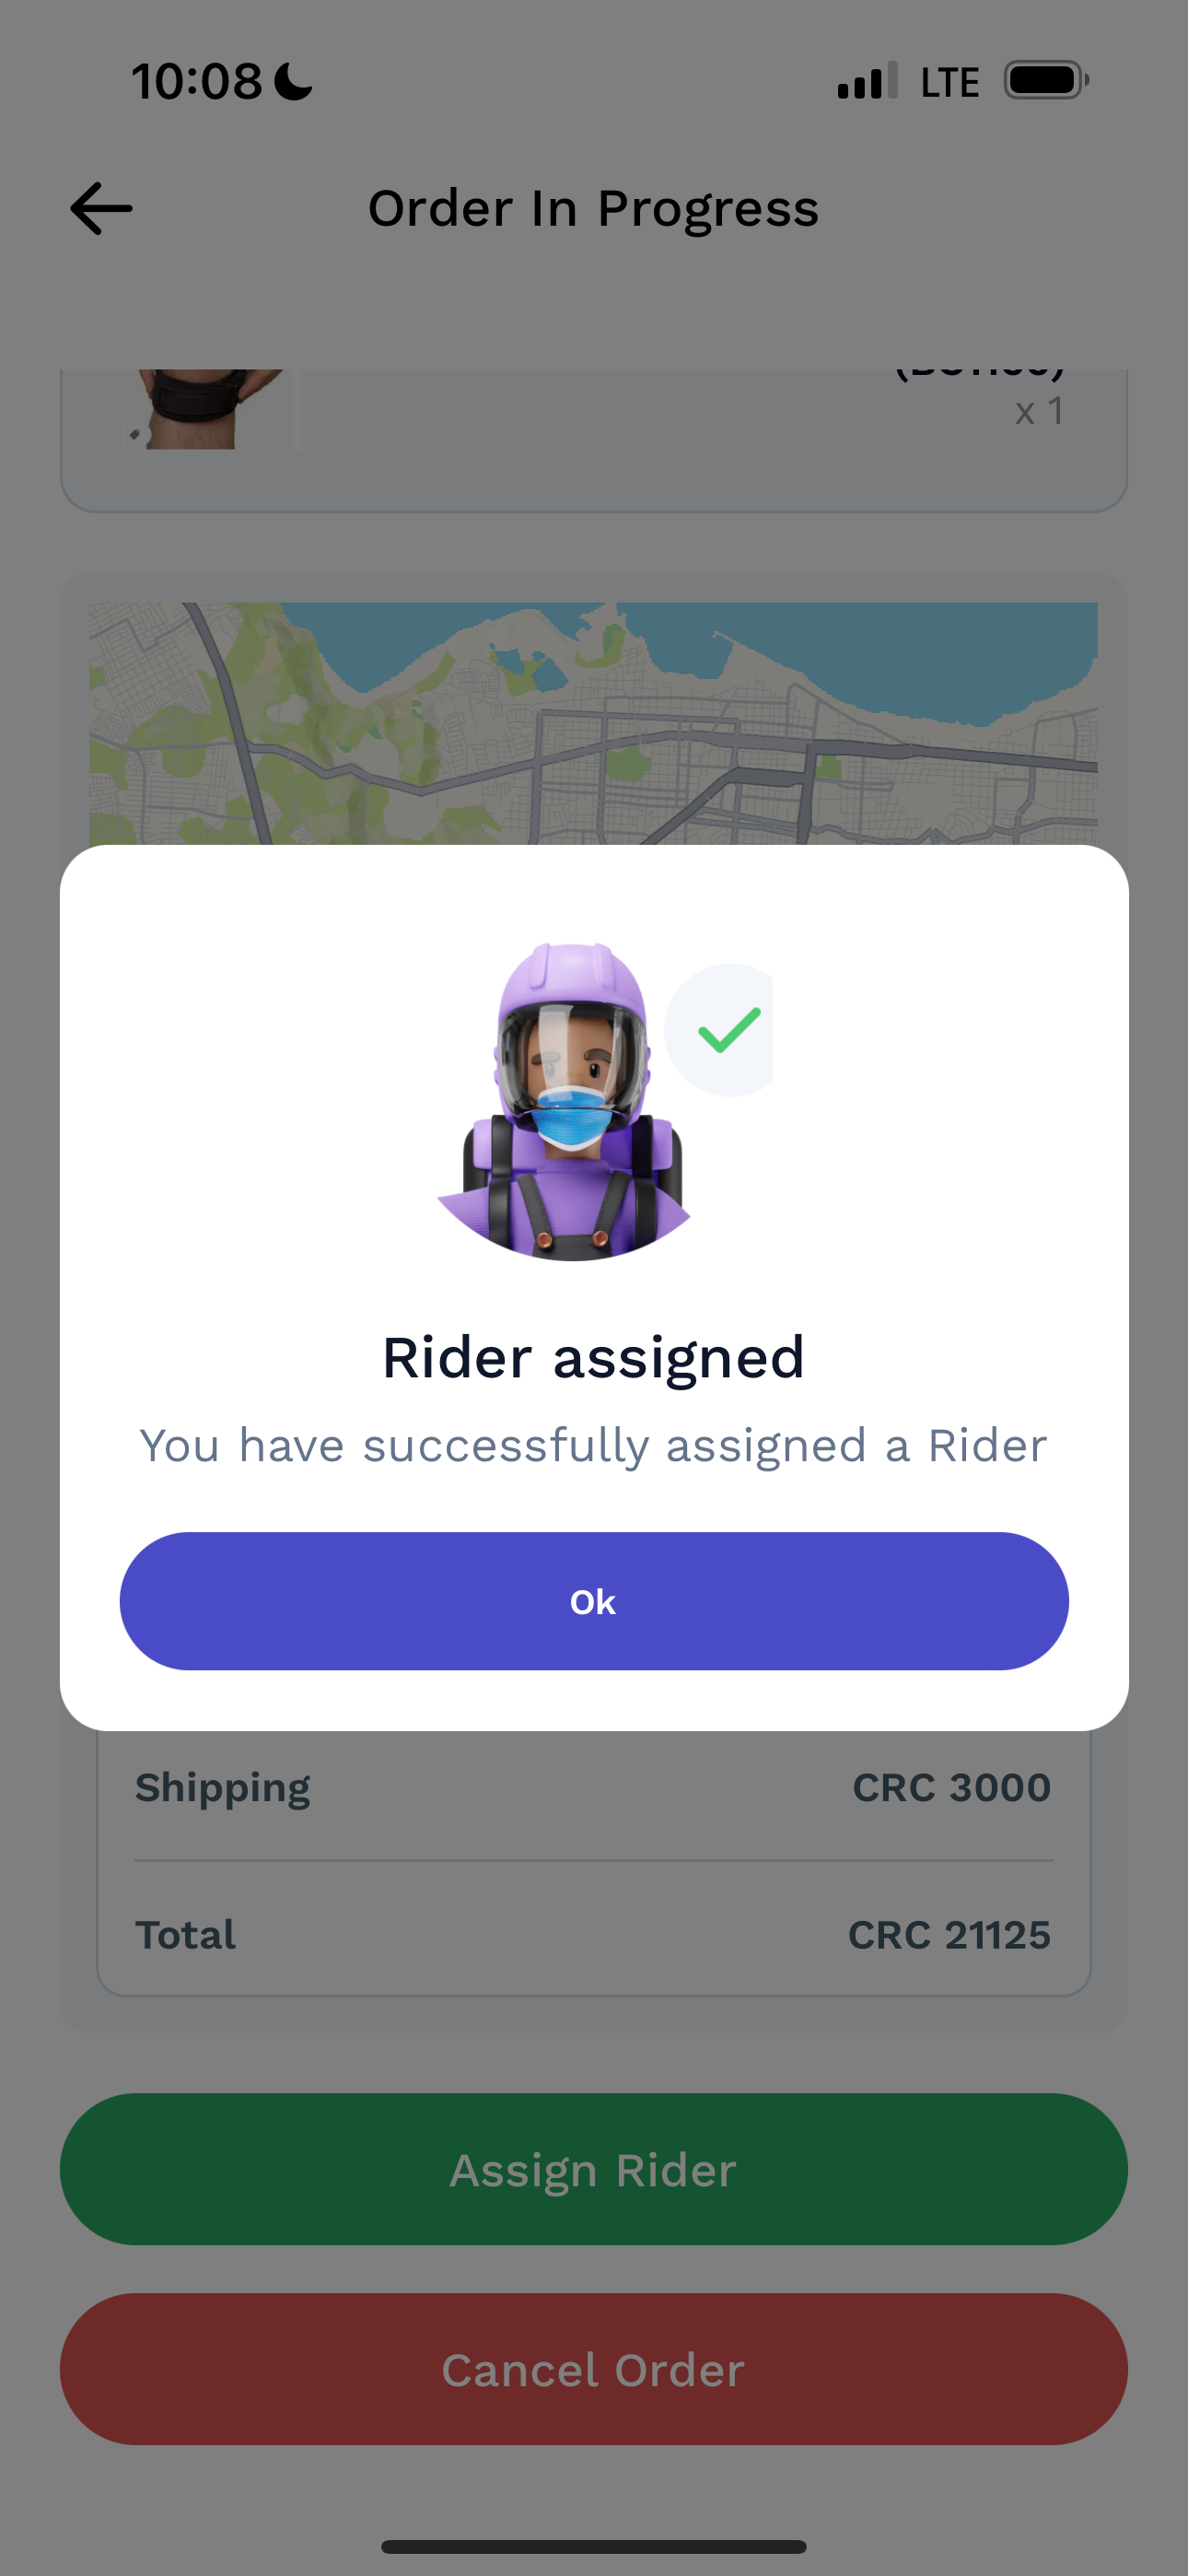 10:08
LTE
Order In Progress
x 1
Rider assigned
You have successfully assigned a Rider
Ok
Shipping
CRC 3000
Total
CRC 21125
Assign Rider
Cancel Order